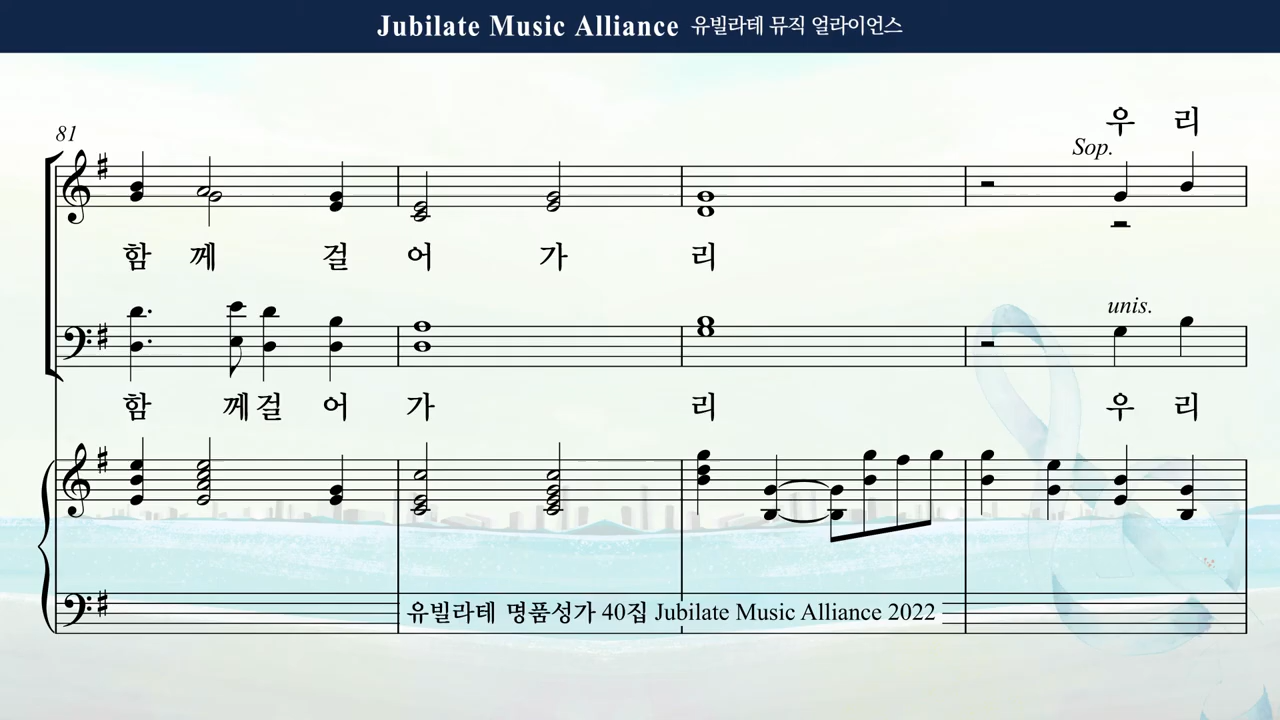 Jubilate Music Alliance 유빌라테 뮤직 얼라이언스
우 리
81
Sop.
함 께 걸 어 가 리
unis.
함 께 걸 어 가 리 우 리
유빌라테 명품성가 40집 Jubilate Music Alliance 2022